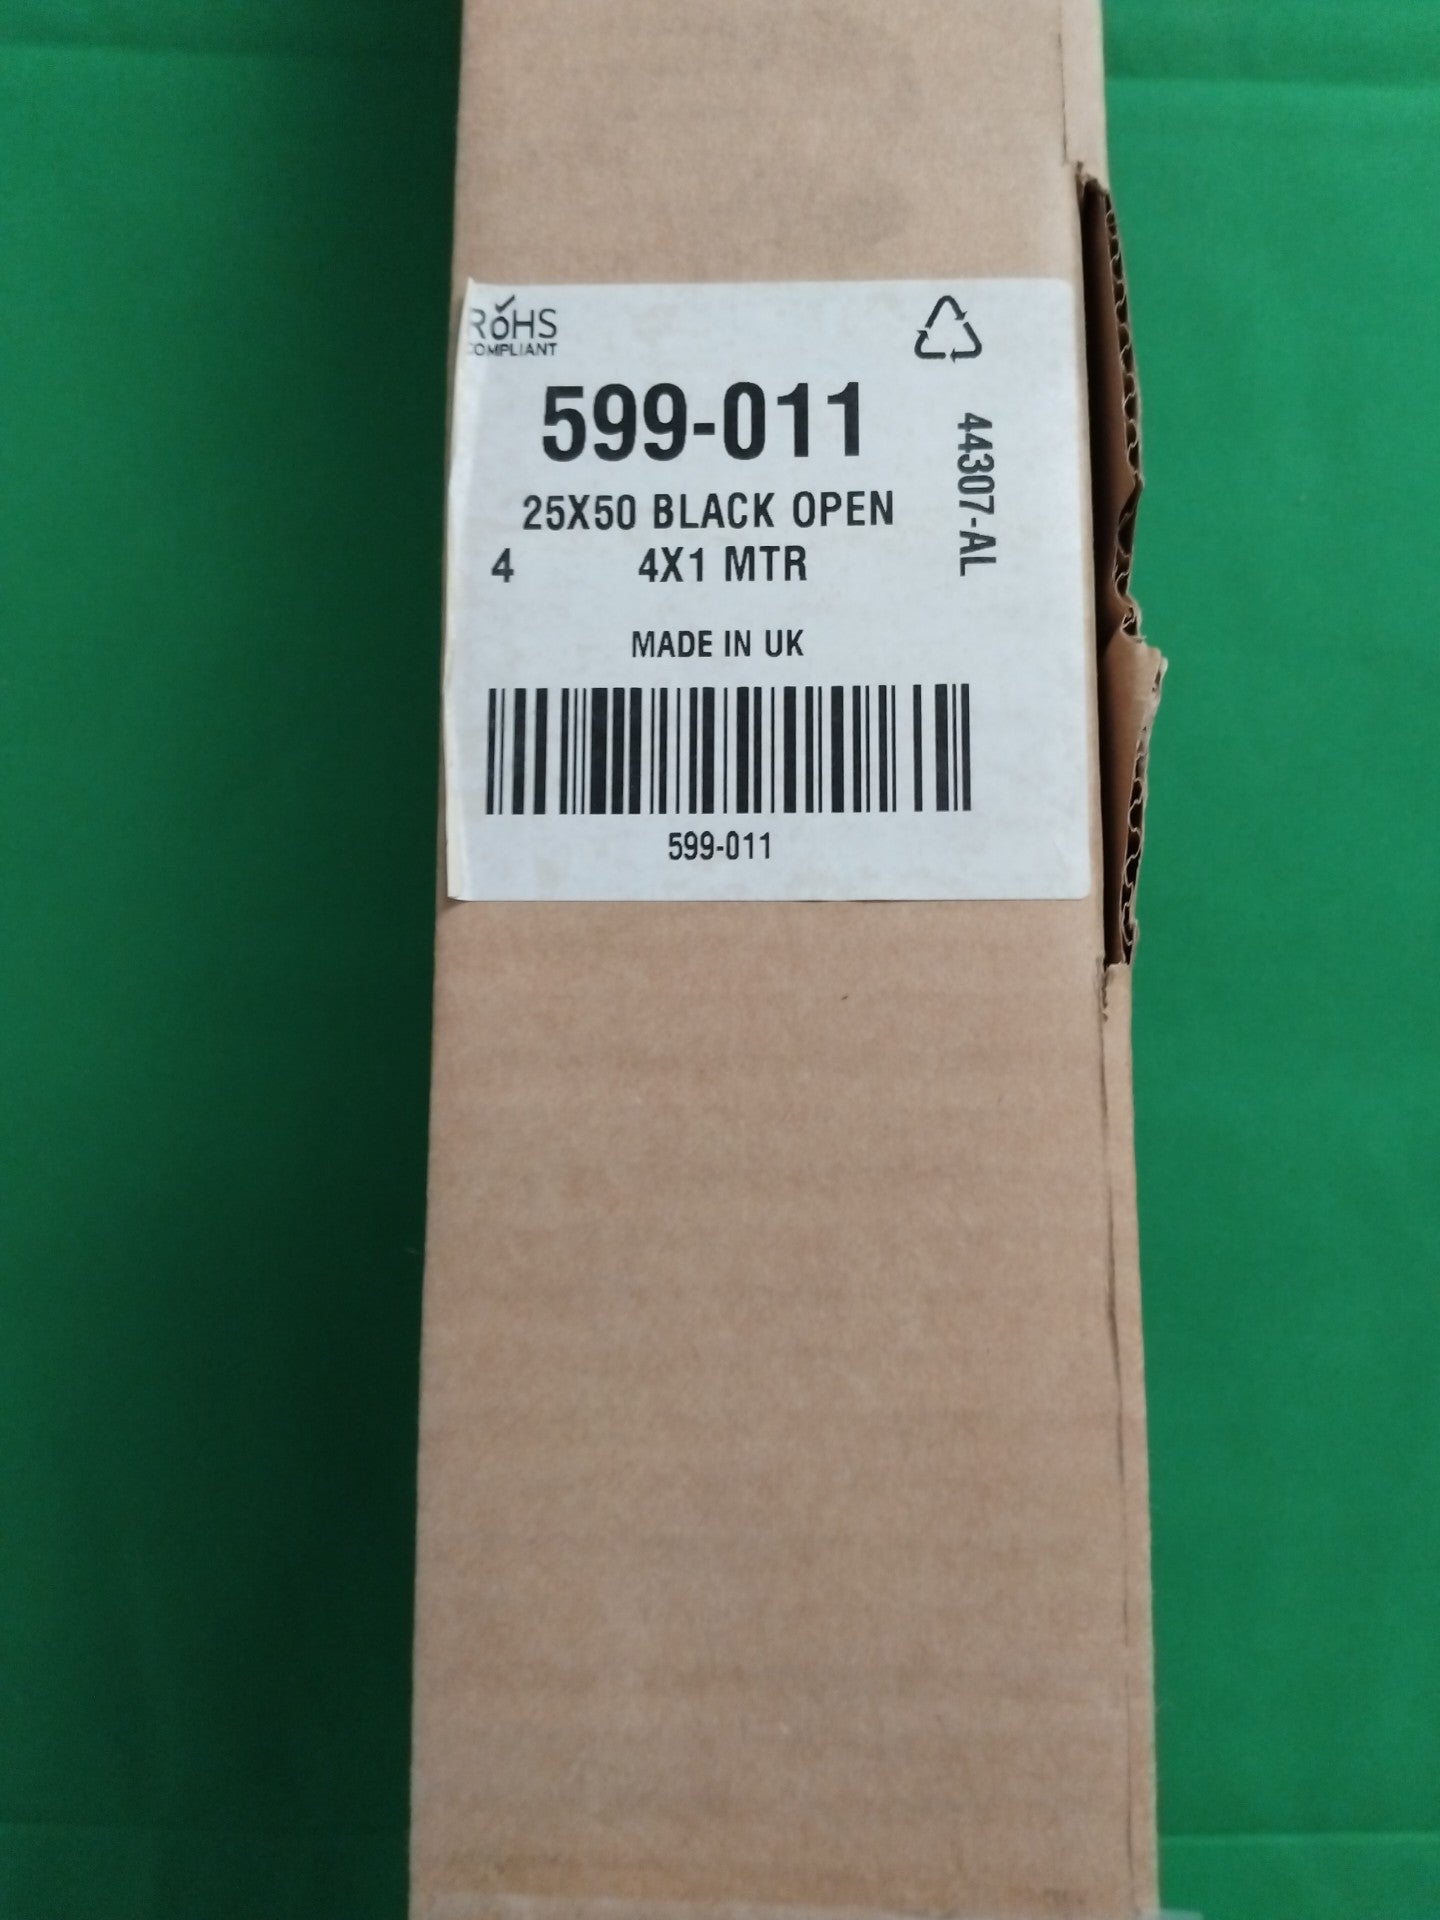 RoHS
COMPLIANT
599-011
44307-AL
25X50 BLACK OPEN
4 4X1 MTR
MADE IN UK
599-011